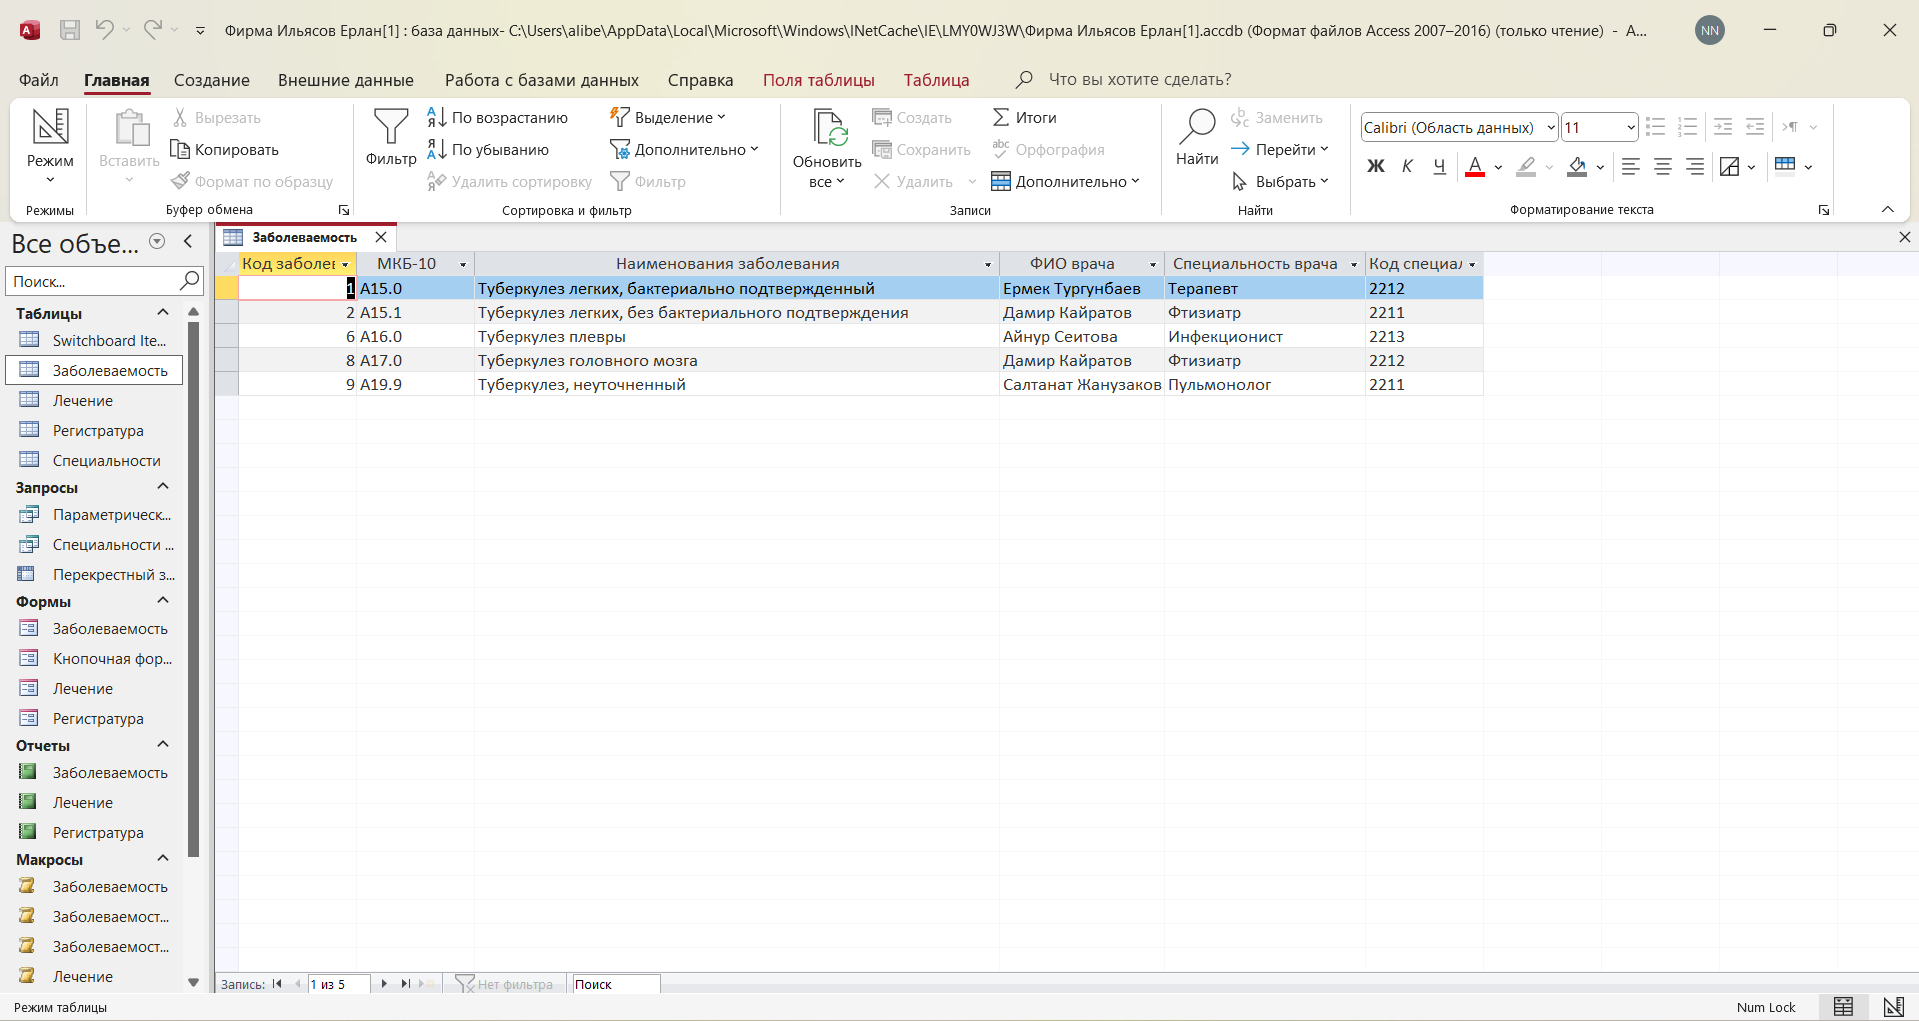 Фирма Ильясов Ерлан[1] : база данных- C:\Users\alibe\AppData\Local\Microsoft\Windows\INetCache\IE\LMY0WJ3W\Фирма Ильясов Ерлан[1].accdb (Формат файлов Access 2007–2016) (только чтение) - A...
NN
Файл Главная Создание Внешние данные Работа с базами данных Справка Поля таблицы Таблица Что вы хотите сделать?
Режим
Режимы
Вставить
Вырезать
Копировать
Формат по образцу
Буфер обмена
Фильтр
По возрастанию
По убыванию
Удалить сортировку
Выделение
Дополнительно
Фильтр
Сортировка и фильтр
Обновить
все
Создать
Сохранить
Удалить
Итоги
Орфография
Дополнительно
Записи
Найти
Заменить
Перейти
Выбрать
Найти
Calibri (Область данных) 11
Ж К Ч
Форматирование текста
Все объе...
Поиск...
Таблицы
Switchboard Ite...
Заболеваемость
Лечение
Регистратура
Специальности
Запросы
Параметрическ...
Специальности ...
Перекрестный з...
Формы
Заболеваемость
Кнопочная фор...
Лечение
Регистратура
Отчеты
Заболеваемость
Лечение
Регистратура
Макросы
Заболеваемость
Заболеваемост...
Заболеваемост...
Лечение
Заболеваемость
Код заболев МКБ-10 Наименования заболевания ФИО врача Специальность врача Код специал
1 A15.0 Туберкулез легких, бактериально подтвержденный Ермек Тургунбаев Терапевт 2212
2 A15.1 Туберкулез легких, без бактериального подтверждения Дамир Кайратов Фтизиатр 2211
6 A16.0 Туберкулез плевры Айнур Сеитова Инфекционист 2213
8 A17.0 Туберкулез головного мозга Дамир Кайратов Фтизиатр 2212
9 A19.9 Туберкулез, неуточненный Салтанат Жанузаков Пульмонолог 2211
Запись: 1 из 5 Нет фильтра Поиск
Режим таблицы
Num Lock